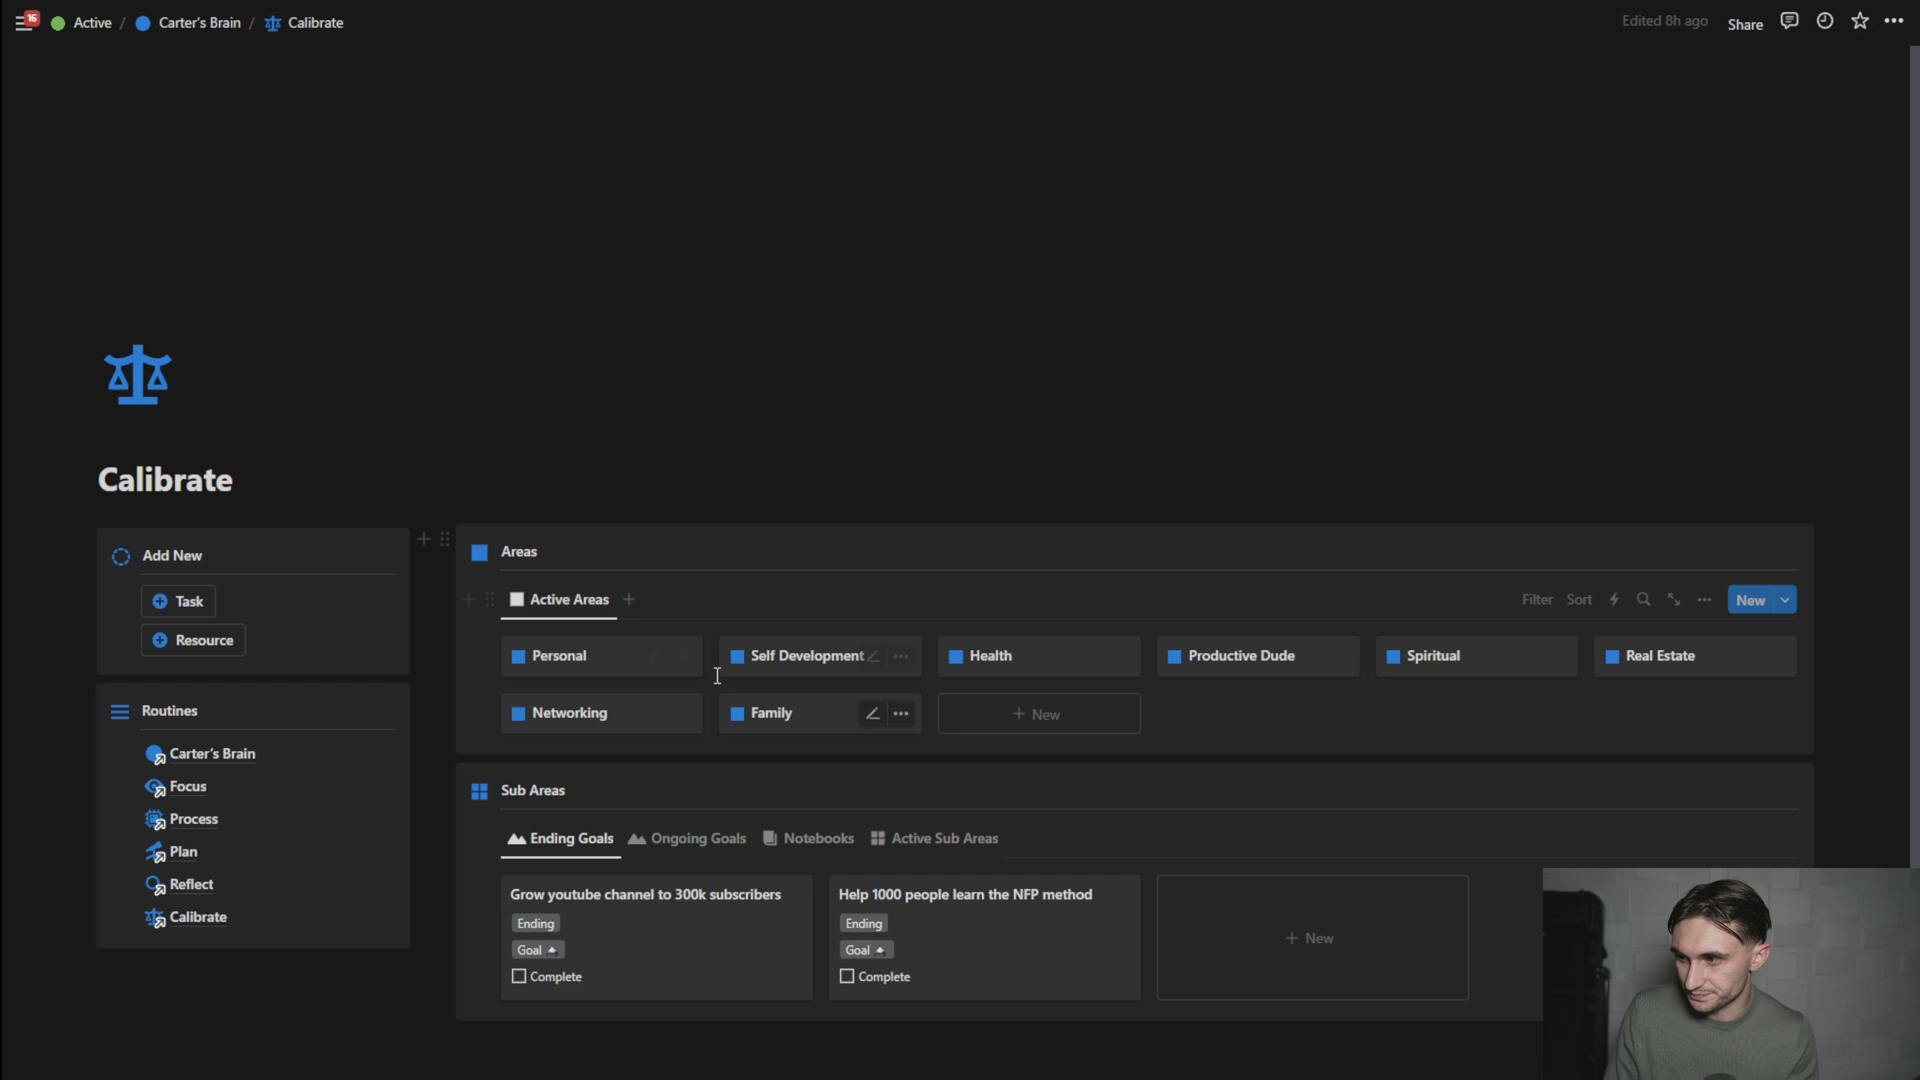 16
Active / Carter's Brain / Calibrate
Edited 8h ago
Share
Calibrate
Add New
Task
Resource
Routines
Carter's Brain
Focus
Process
Plan
Reflect
Calibrate
Areas
Active Areas
Filter Sort New
Personal
Self Development
Health
Productive Dude
Spiritual
Real Estate
Networking
Family
New
Sub Areas
Ending Goals
Ongoing Goals
Notebooks
Active Sub Areas
Grow youtube channel to 300k subscribers
Ending
Goal
Complete
Help 1000 people learn the NFP method
Ending
Goal
Complete
New